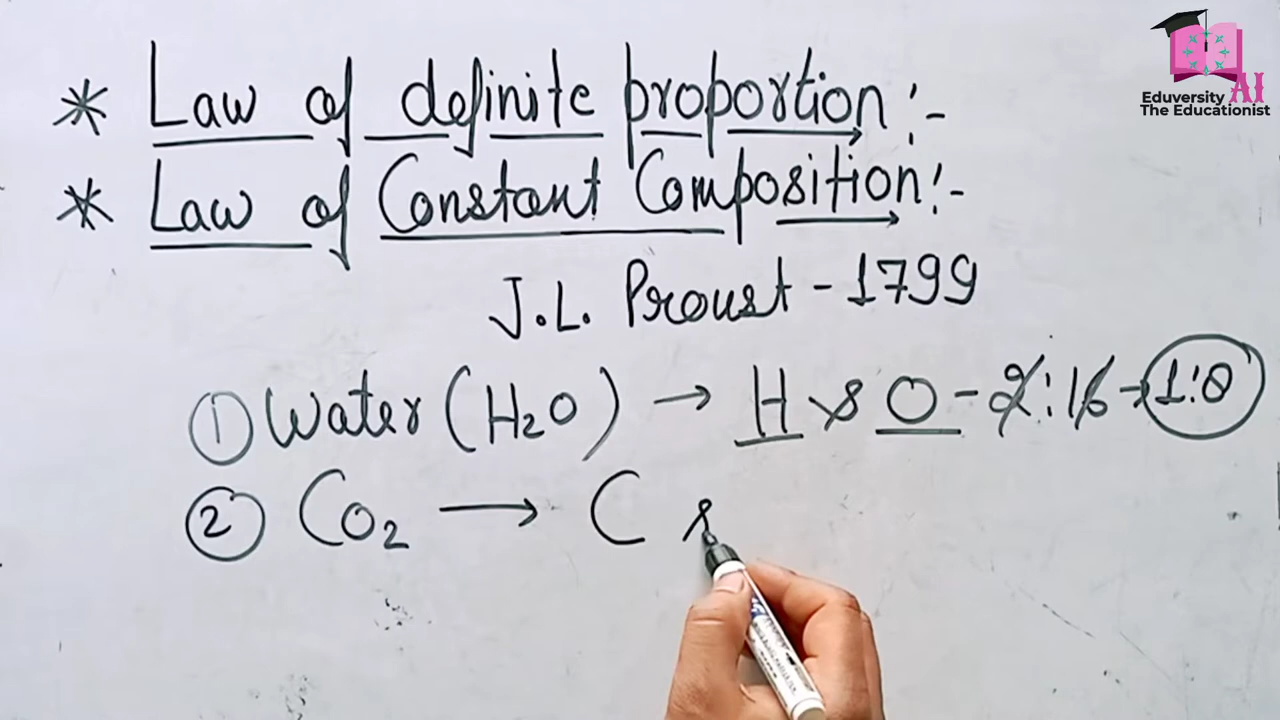 * Law of definite proportion :-
* Law of Constant Composition :-
J.L. Proust - 1799
① Water (H₂O) → H & O - 2:16 → 1:8
② CO₂ → C &
Eduversity AI
The Educationist